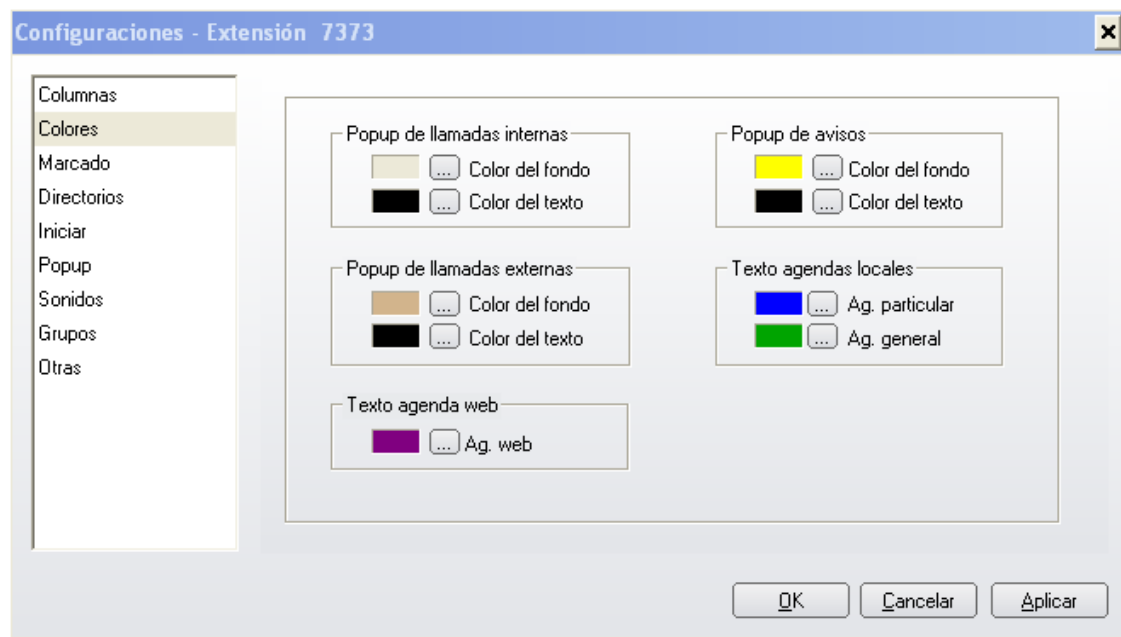 Configuraciones - Extensión 7373
Columnas
Colores
Marcado
Directorios
Iniciar
Popup
Sonidos
Grupos
Otras
Popup de llamadas internas
... Color del fondo
... Color del texto
Popup de avisos
... Color del fondo
... Color del texto
Popup de llamadas externas
... Color del fondo
... Color del texto
Texto agendas locales
... Ag. particular
... Ag. general
Texto agenda web
... Ag. web
OK Cancelar Aplicar